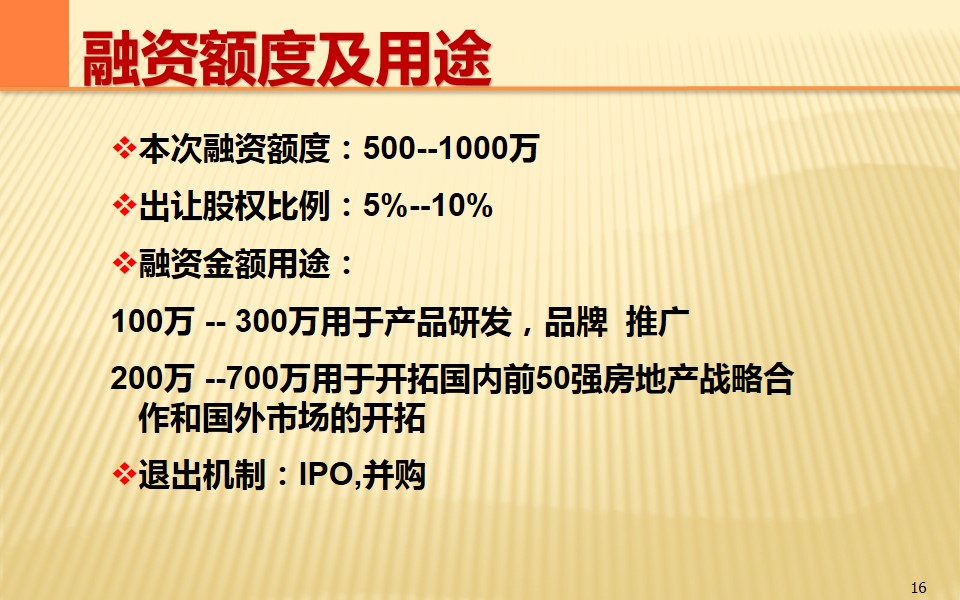 融资额度及用途
本次融资额度：500--1000万
出让股权比例：5%--10%
融资金额用途：
100万 -- 300万用于产品研发，品牌 推广
200万 --700万用于开拓国内前50强房地产战略合
作和国外市场的开拓
退出机制：IPO,并购
16